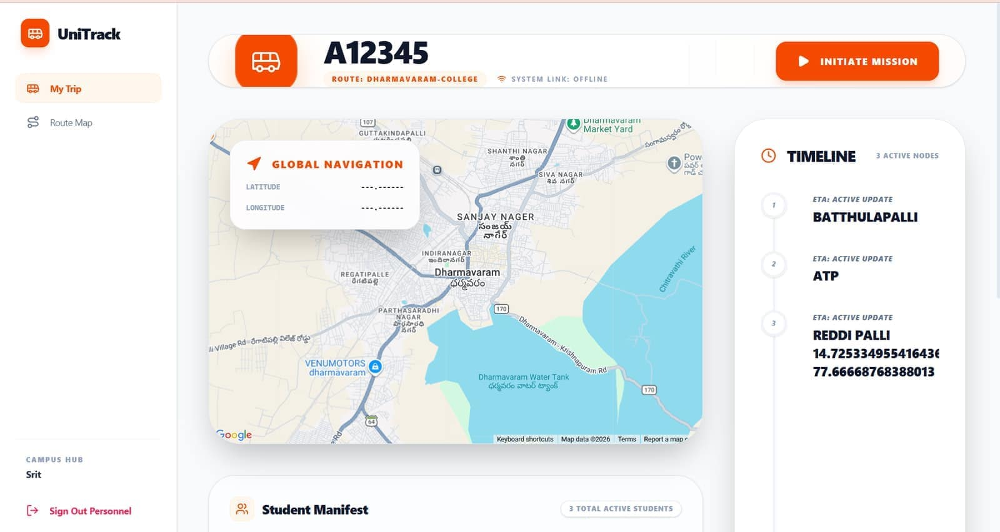 UniTrack
My Trip
Route Map
CAMPUS HUB
Srit
Sign Out Personnel
A12345
ROUTE: DHARMAVARAM-COLLEGE
SYSTEM LINK: OFFLINE
INITIATE MISSION
GLOBAL NAVIGATION
LATITUDE ---.------
LONGITUDE ---.------
107
GUTTAKINDAPALLI
Dharmavaram
Market Yard
SHANTHI NAGAR
శాంతి
నగర్
SIVA NAGAR
శివ నగర్
SANJAY NAGER
సంజయ్
నాగేర్
INDIRANAGAR
ఇందిరానగర్
Dharmavaram
ధర్మవరం
REGATIPALLE
రేగటిపల్లి
PARTHASARADHI
NAGAR
పార్థసారధి
నగర్
170
Dharmavaram - Krishnapuram Rd
Chitravathi River
li Village Rd రేగాటిపల్లి విలేజ్ రోడ్డు
VENUMOTORS
dharmavaram
Dharmavaram Water Tank
ధర్మవరం వాటర్ ట్యాంక్
170
64
Google
Keyboard shortcuts
Map data ©2026
Terms
Report a map
TIMELINE
3 ACTIVE NODES
1
ETA: ACTIVE UPDATE
BATTHULAPALLI
2
ETA: ACTIVE UPDATE
ATP
3
ETA: ACTIVE UPDATE
REDDI PALLI
14.725334955416436
77.66668768388013
Student Manifest
3 TOTAL ACTIVE STUDENTS